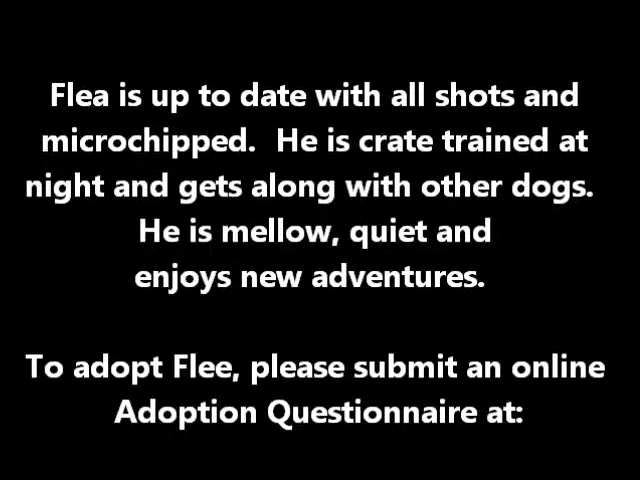 Flea is up to date with all shots and
microchipped.  He is crate trained at
night and gets along with other dogs.
He is mellow, quiet and
enjoys new adventures.
To adopt Flee, please submit an online
Adoption Questionnaire at: